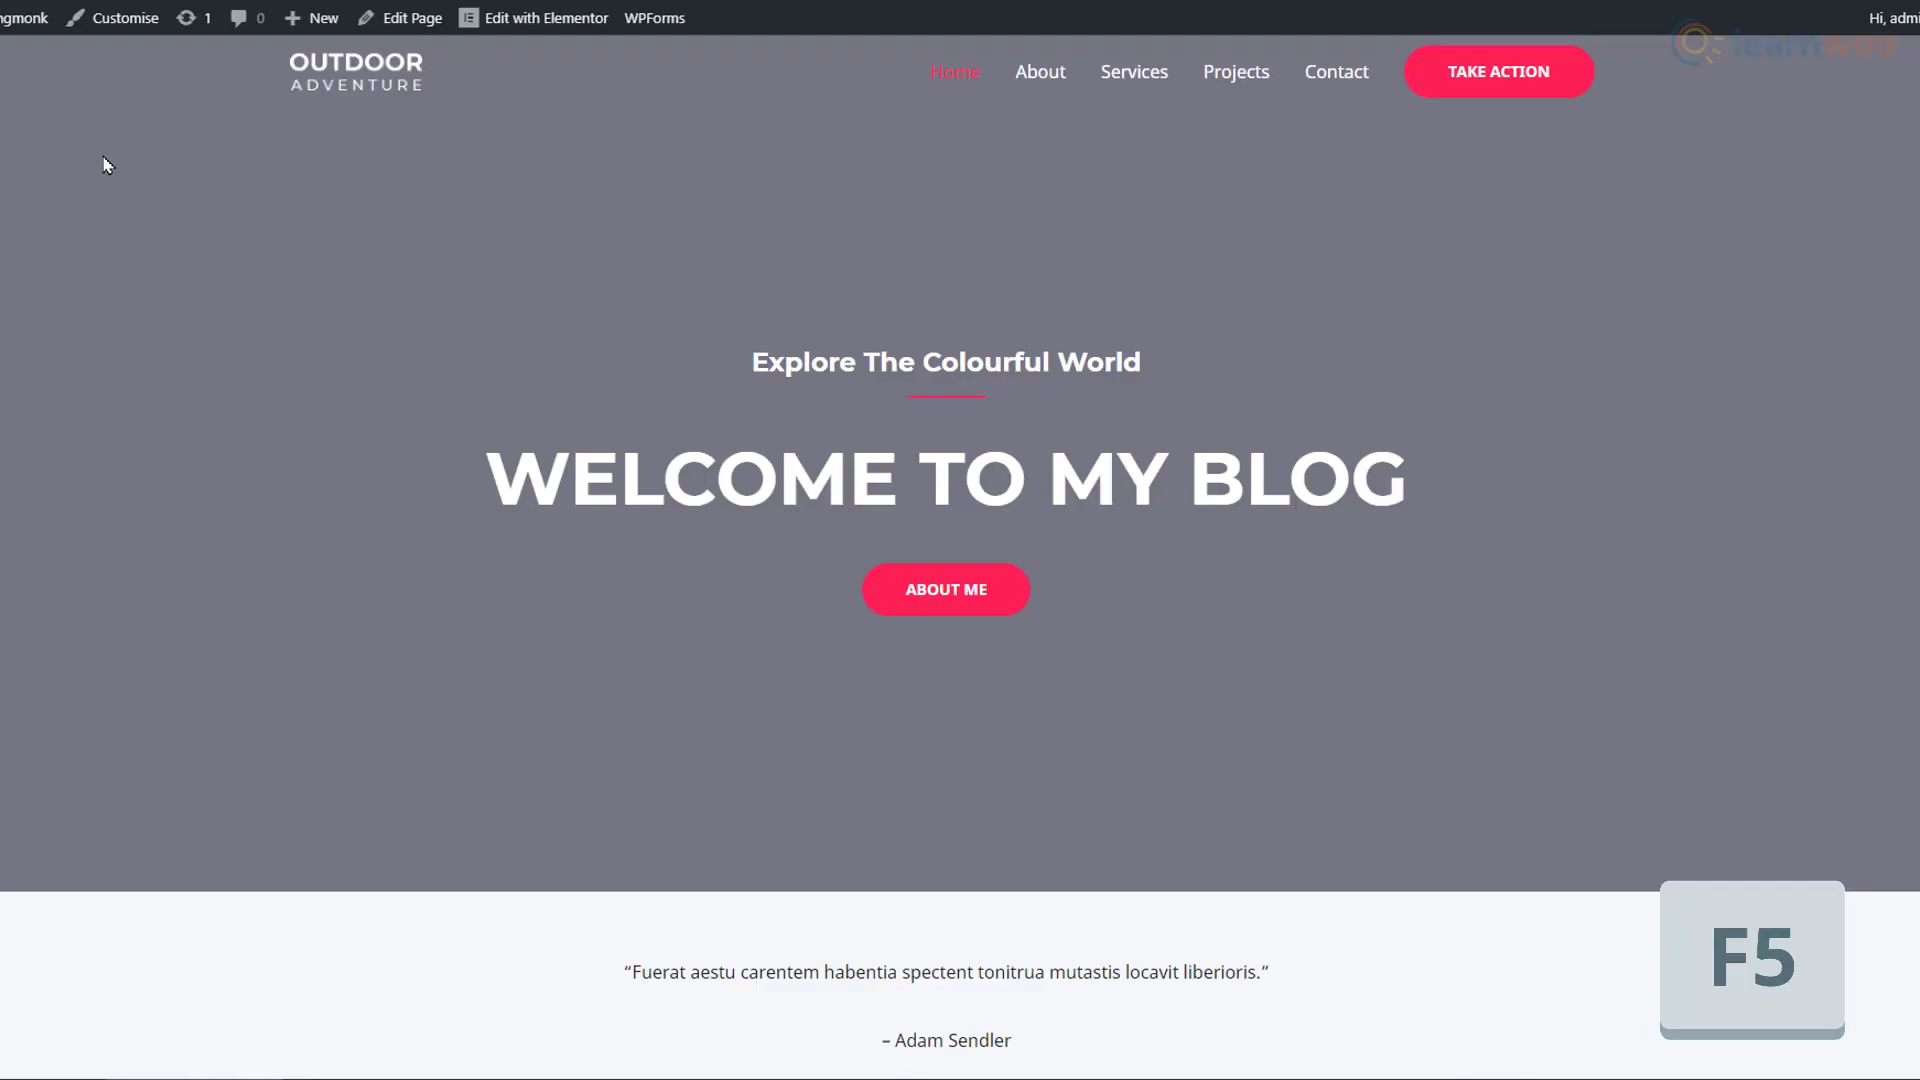 ngmonk Customise 1 0 New Edit Page Edit with Elementor WPForms Hi, admi
learnwoo
OUTDOOR
ADVENTURE
Home About Services Projects Contact TAKE ACTION
Explore The Colourful World
WELCOME TO MY BLOG
ABOUT ME
“Fuerat aestu carentem habentia spectent tonitrua mutastis locavit liberioris.“
– Adam Sendler
F5